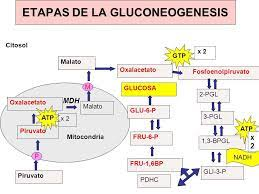 ETAPAS DE LA GLUCONEOGENESIS
Citosol
GTP x 2
Malato
Oxalacetato
Fosfoenolpiruvato
M
GLUCOSA
2-PGL
Oxalacetato
MDH
Malato
GLU-6-P
3-PGL
ATP
ATP
x 2
Piruvato
FRU-6-P
1,3-BPGL
Mitocondria
NADH
P
FRU-1,6BP
GLI-3-P
Piruvato
PDHC